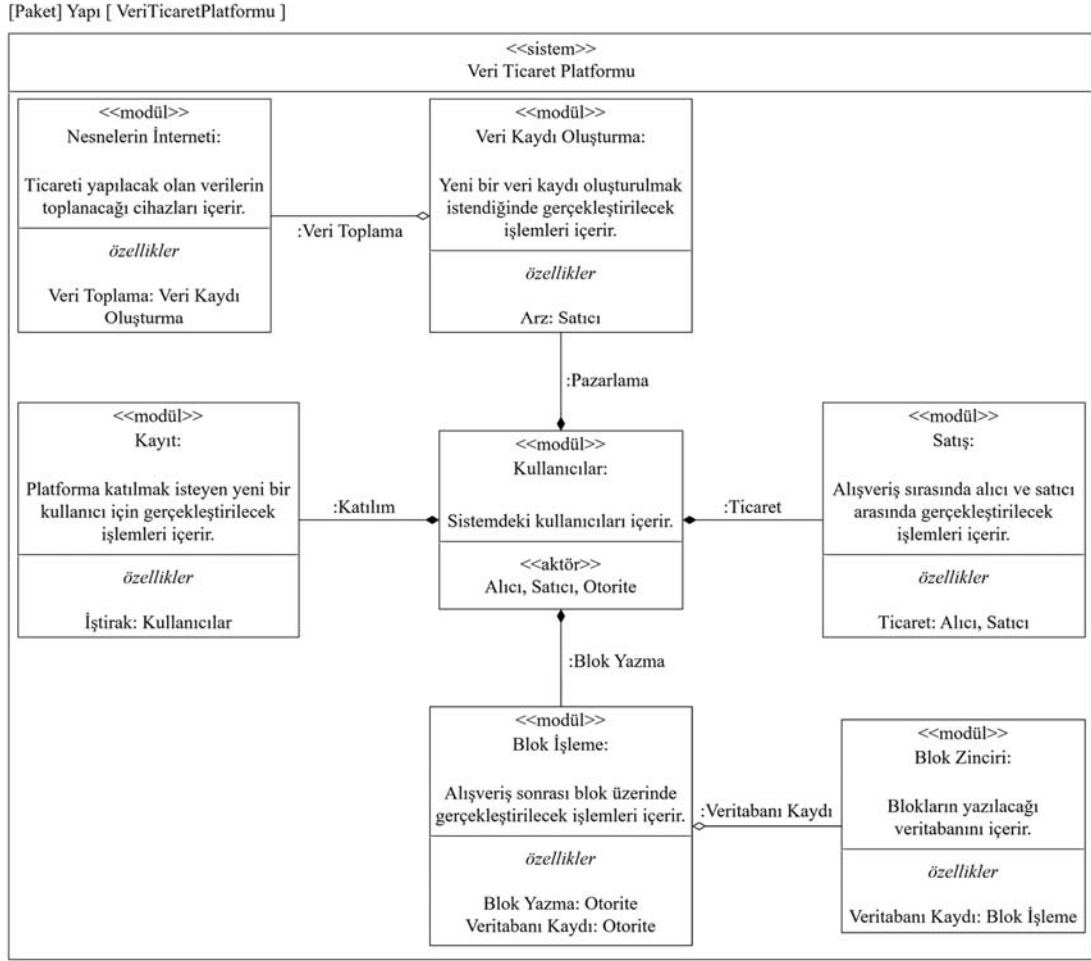 [Paket] Yapı [ VeriTicaretPlatformu ]
<<sistem>>
Veri Ticaret Platformu
<<modül>>
Nesnelerin İnterneti:
Ticareti yapılacak olan verilerin
toplanacağı cihazları içerir.
özellikler
Veri Toplama: Veri Kaydı
Oluşturma
:Veri Toplama
<<modül>>
Veri Kaydı Oluşturma:
Yeni bir veri kaydı oluşturulmak
istendiğinde gerçekleştirilecek
işlemleri içerir.
özellikler
Arz: Satıcı
:Pazarlama
<<modül>>
Kayıt:
Platforma katılmak isteyen yeni bir
kullanıcı için gerçekleştirilecek
işlemleri içerir.
özellikler
İştirak: Kullanıcılar
:Katılım
<<modül>>
Kullanıcılar:
Sistemdeki kullanıcıları içerir.
<<aktör>>
Alıcı, Satıcı, Otorite
:Ticaret
<<modül>>
Satış:
Alışveriş sırasında alıcı ve satıcı
arasında gerçekleştirilecek
işlemleri içerir.
özellikler
Ticaret: Alıcı, Satıcı
:Blok Yazma
<<modül>>
Blok İşleme:
Alışveriş sonrası blok üzerinde
gerçekleştirilecek işlemleri içerir.
özellikler
Blok Yazma: Otorite
Veritabanı Kaydı: Otorite
:Veritabanı Kaydı
<<modül>>
Blok Zinciri:
Blokların yazılacağı
veritabanını içerir.
özellikler
Veritabanı Kaydı: Blok İşleme